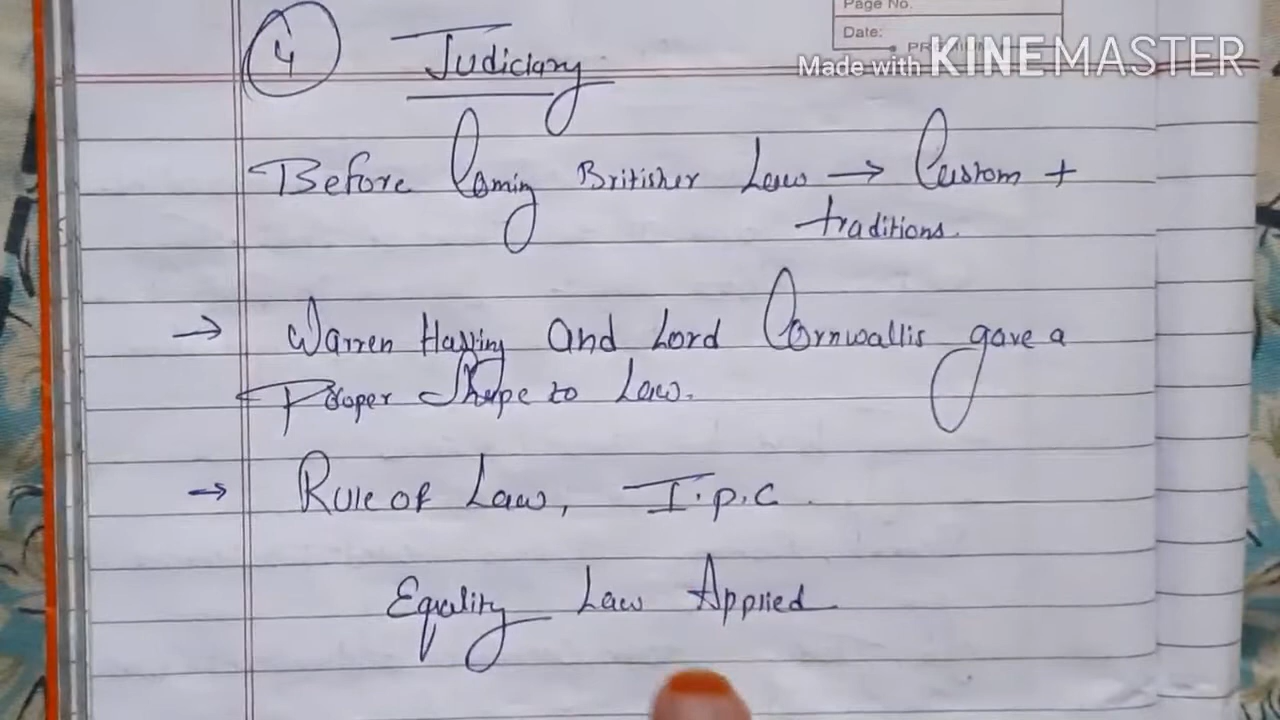 Page No.
Date:
Made with KINEMASTER
4 Judiciary
Before Coming Britisher Law → Custom +
traditions.
→ Warren Hasting and Lord Cornwallis gave a
Proper Shape to Law.
→ Rule of Law, I.p.c.
Equality Law Applied